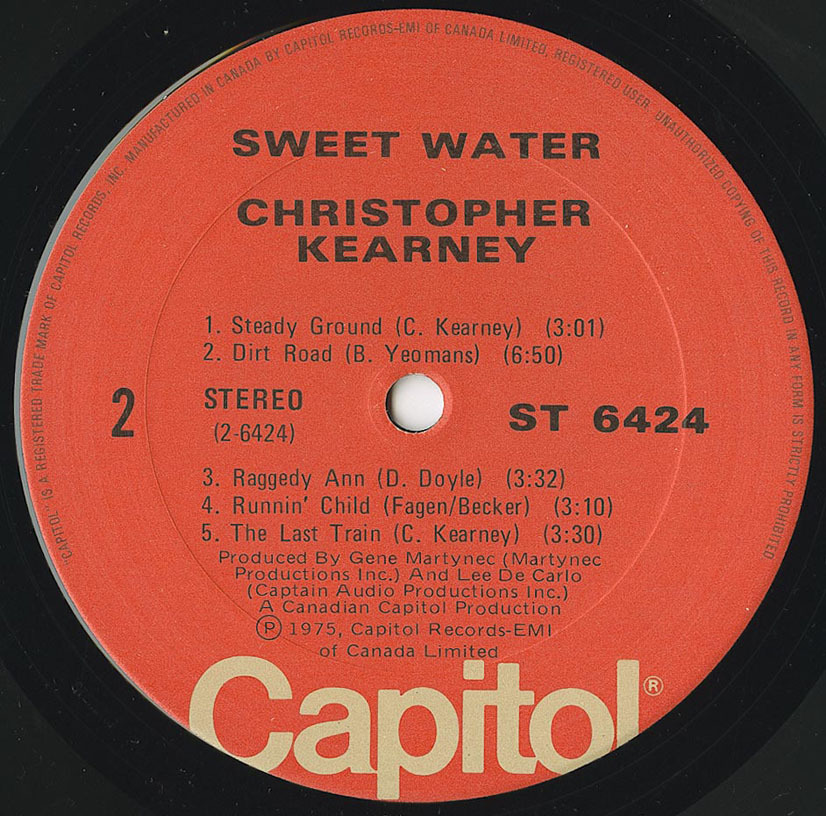 "CAPITOL" IS A REGISTERED TRADE MARK OF CAPITOL RECORDS, INC. MANUFACTURED IN CANADA BY CAPITOL RECORDS-EMI OF CANADA LIMITED, REGISTERED USER. UNAUTHORIZED COPYING OF THIS RECORD IN ANY FORM IS STRICTLY PROHIBITED
SWEET WATER
CHRISTOPHER
KEARNEY
1. Steady Ground (C. Kearney) (3:01)
2. Dirt Road (B. Yeomans) (6:50)
2
STEREO
(2-6424)
ST 6424
3. Raggedy Ann (D. Doyle) (3:32)
4. Runnin' Child (Fagen/Becker) (3:10)
5. The Last Train (C. Kearney) (3:30)
Produced By Gene Martynec (Martynec
Productions Inc.) And Lee De Carlo
(Captain Audio Productions Inc.)
A Canadian Capitol Production
℗ 1975, Capitol Records-EMI
of Canada Limited
Capitol®